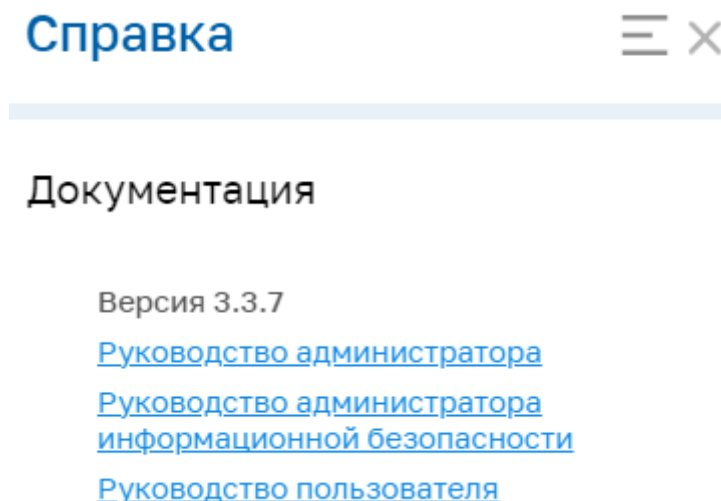 Справка
Документация
Версия 3.3.7
Руководство администратора
Руководство администратора
информационной безопасности
Руководство пользователя